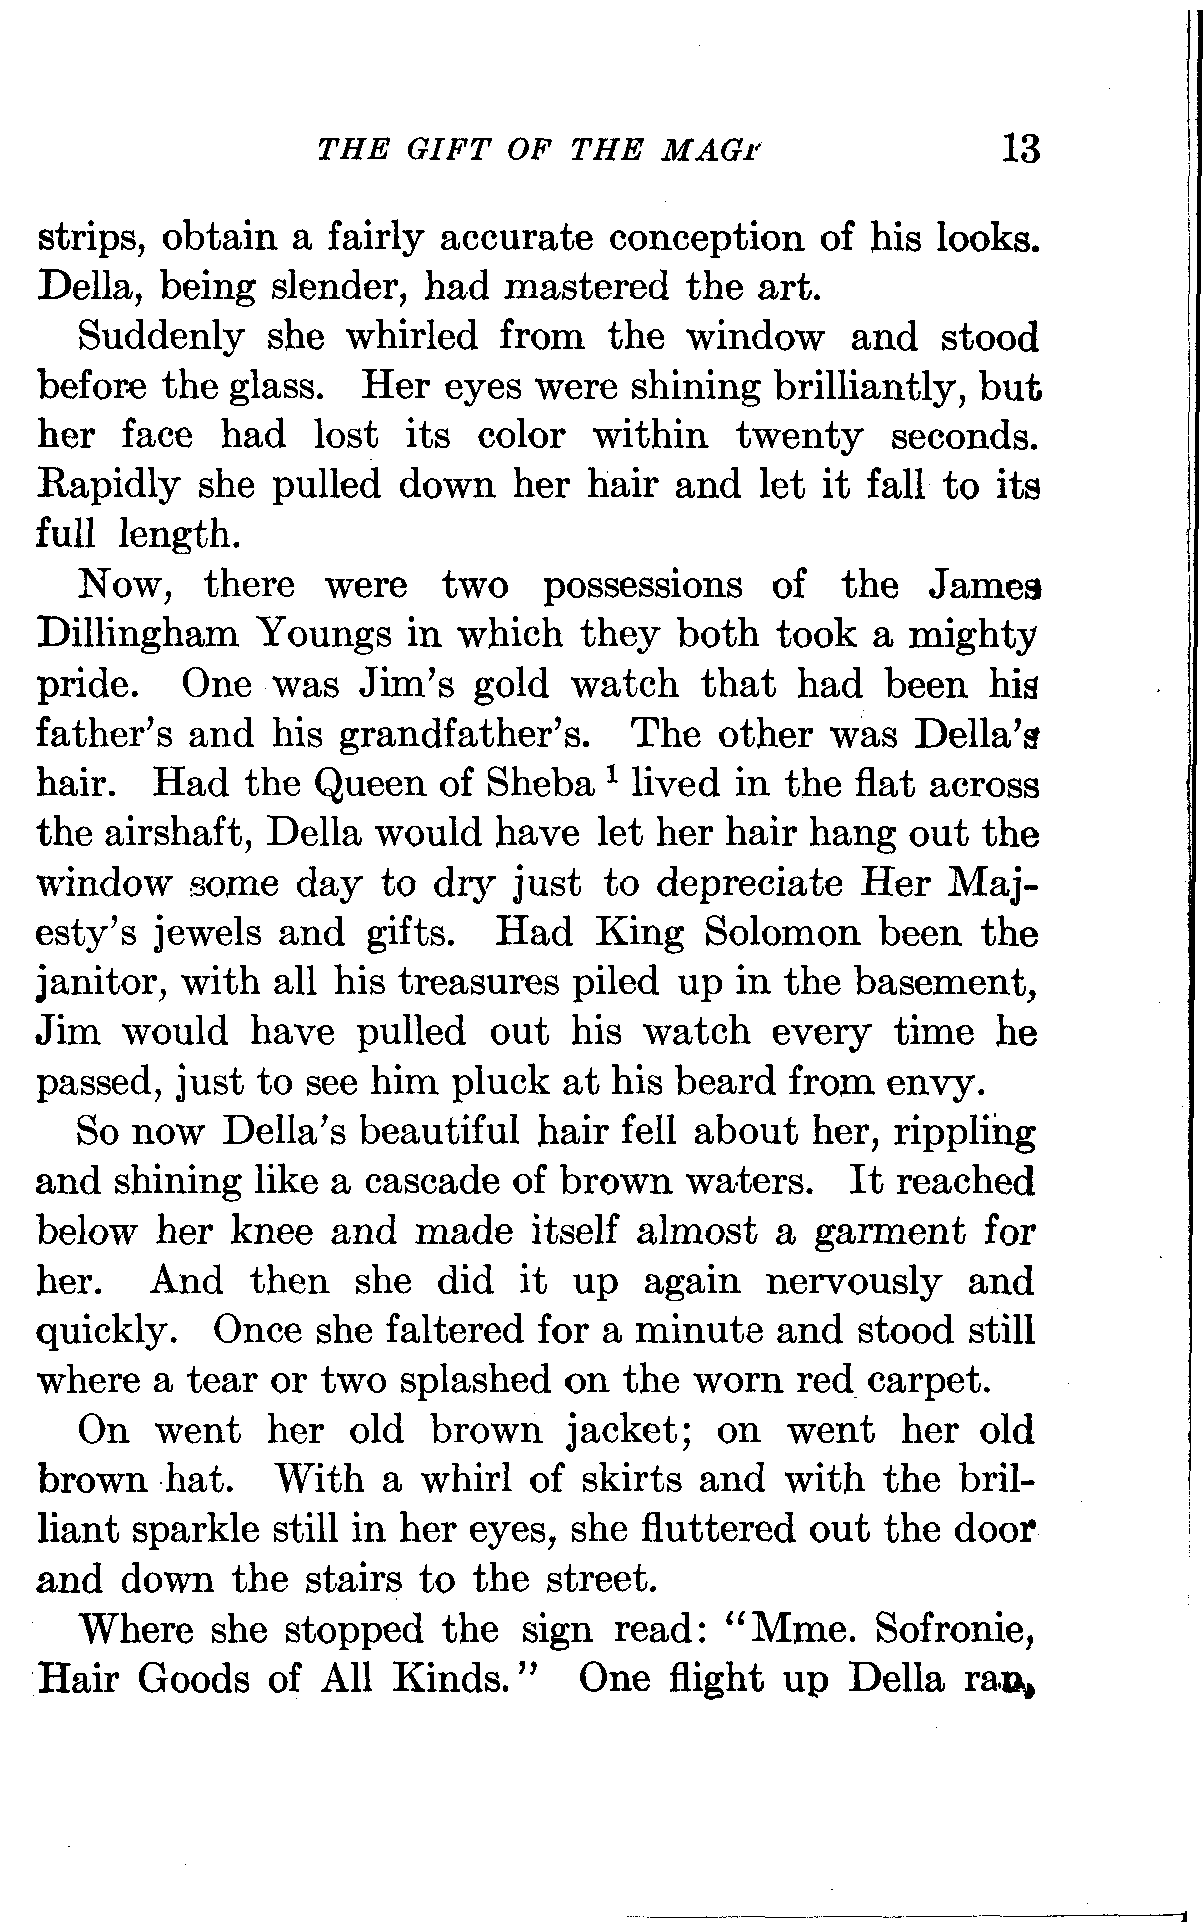 THE GIFT OF THE MAGI 13
strips, obtain a fairly accurate conception of his looks.
Della, being slender, had mastered the art.
Suddenly she whirled from the window and stood
before the glass. Her eyes were shining brilliantly, but
her face had lost its color within twenty seconds.
Rapidly she pulled down her hair and let it fall to its
full length.
Now, there were two possessions of the James
Dillingham Youngs in which they both took a mighty
pride. One was Jim's gold watch that had been his
father's and his grandfather's. The other was Della's
hair. Had the Queen of Sheba ¹ lived in the flat across
the airshaft, Della would have let her hair hang out the
window some day to dry just to depreciate Her Maj-
esty's jewels and gifts. Had King Solomon been the
janitor, with all his treasures piled up in the basement,
Jim would have pulled out his watch every time he
passed, just to see him pluck at his beard from envy.
So now Della's beautiful hair fell about her, rippling
and shining like a cascade of brown waters. It reached
below her knee and made itself almost a garment for
her. And then she did it up again nervously and
quickly. Once she faltered for a minute and stood still
where a tear or two splashed on the worn red carpet.
On went her old brown jacket; on went her old
brown hat. With a whirl of skirts and with the bril-
liant sparkle still in her eyes, she fluttered out the door
and down the stairs to the street.
Where she stopped the sign read: "Mme. Sofronie,
Hair Goods of All Kinds." One flight up Della ran,